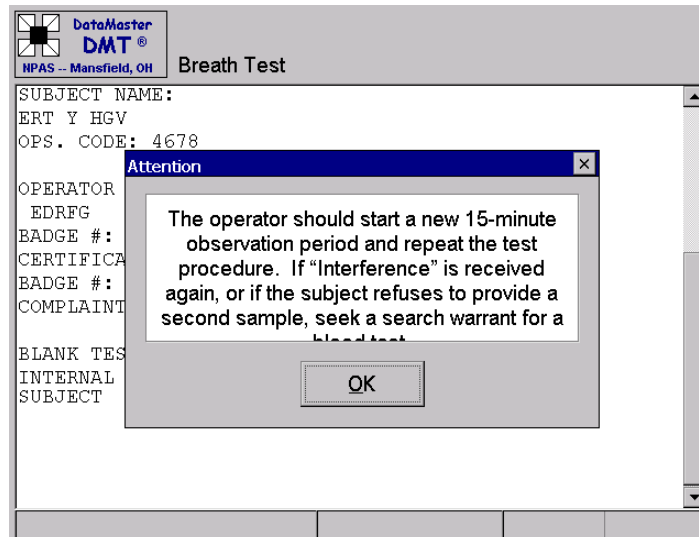 DataMaster
DMT ®
NPAS -- Mansfield, OH
Breath Test
SUBJECT NAME:
ERT Y HGV
OPS. CODE: 4678
Attention
OPERATOR
EDRFG
BADGE #:
CERTIFICA
BADGE #:
COMPLAINT
BLANK TES
INTERNAL
SUBJECT
The operator should start a new 15-minute
observation period and repeat the test
procedure. If “Interference” is received
again, or if the subject refuses to provide a
second sample, seek a search warrant for a
blood test
OK